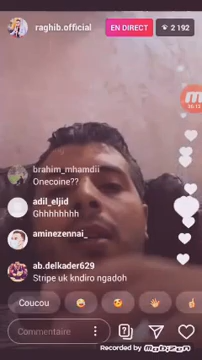 raghib.official
EN DIRECT
2 192
brahim_mhamdii
Onecoine??
adil_eljid
Ghhhhhhhh
aminezennai_
ab.delkader629
Stripe uk kndiro ngadoh
Coucou
Commentaire
Recorded by Mobizen